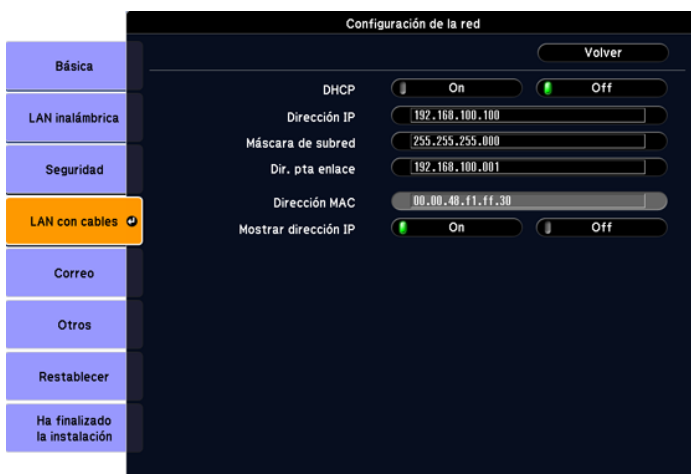 Configuración de la red
Volver
Básica
LAN inalámbrica
Seguridad
LAN con cables
Correo
Otros
Restablecer
Ha finalizado
la instalación
DHCP On Off
Dirección IP 192.168.100.100
Máscara de subred 255.255.255.000
Dir. pta enlace 192.168.100.001
Dirección MAC 00.00.48.f1.ff.30
Mostrar dirección IP On Off